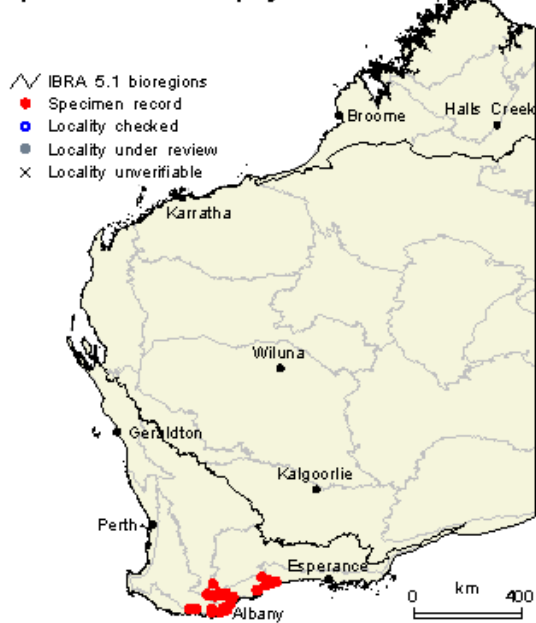 IBRA 5.1 bioregions
Specimen record
Locality checked
Locality under review
Locality unverifiable
Broome
Halls Creek
Karratha
Wiluna
Geraldton
Kalgoorlie
Perth
Esperance
Albany
km
0 400